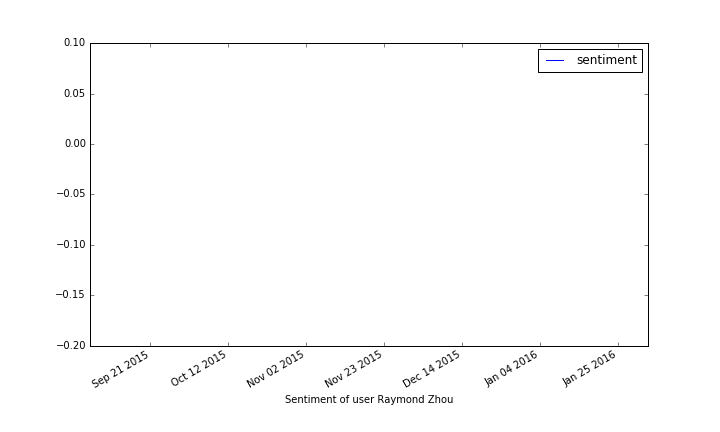 0.10
sentiment
0.05
0.00
−0.05
−0.10
−0.15
−0.20
Sep 21 2015
Oct 12 2015
Nov 02 2015
Nov 23 2015
Dec 14 2015
Jan 04 2016
Jan 25 2016
Sentiment of user Raymond Zhou